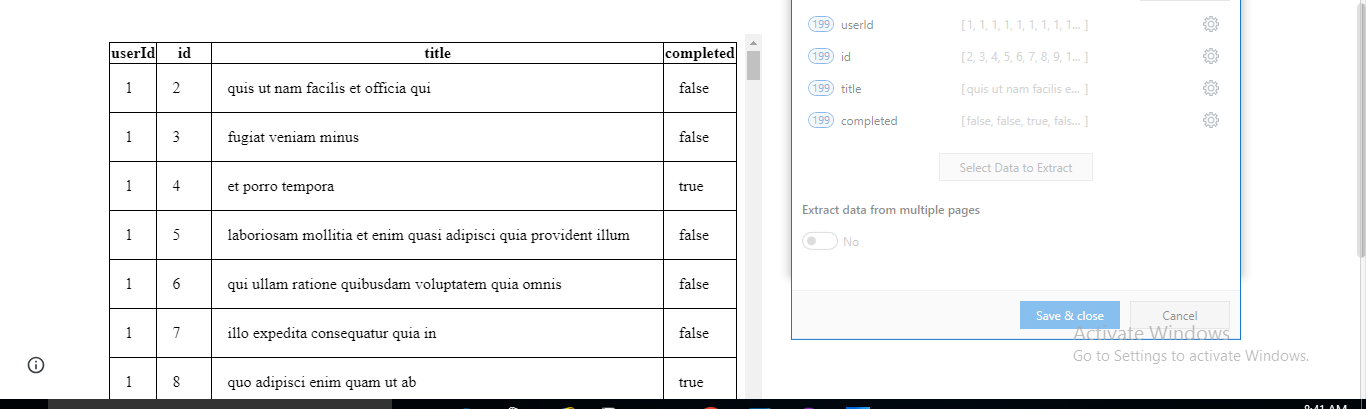 userId id title completed
1 2 quis ut nam facilis et officia qui false
1 3 fugiat veniam minus false
1 4 et porro tempora true
1 5 laboriosam mollitia et enim quasi adipisci quia provident illum false
1 6 qui ullam ratione quibusdam voluptatem quia omnis false
1 7 illo expedita consequatur quia in false
1 8 quo adipisci enim quam ut ab true
199 userId [ 1, 1, 1, 1, 1, 1, 1, 1, 1... ]
199 id [ 2, 3, 4, 5, 6, 7, 8, 9, 1... ]
199 title [ quis ut nam facilis e... ]
199 completed [ false, false, true, fals... ]
Select Data to Extract
Extract data from multiple pages
No
Save & close Cancel
Activate Windows
Go to Settings to activate Windows.
8:41 AM